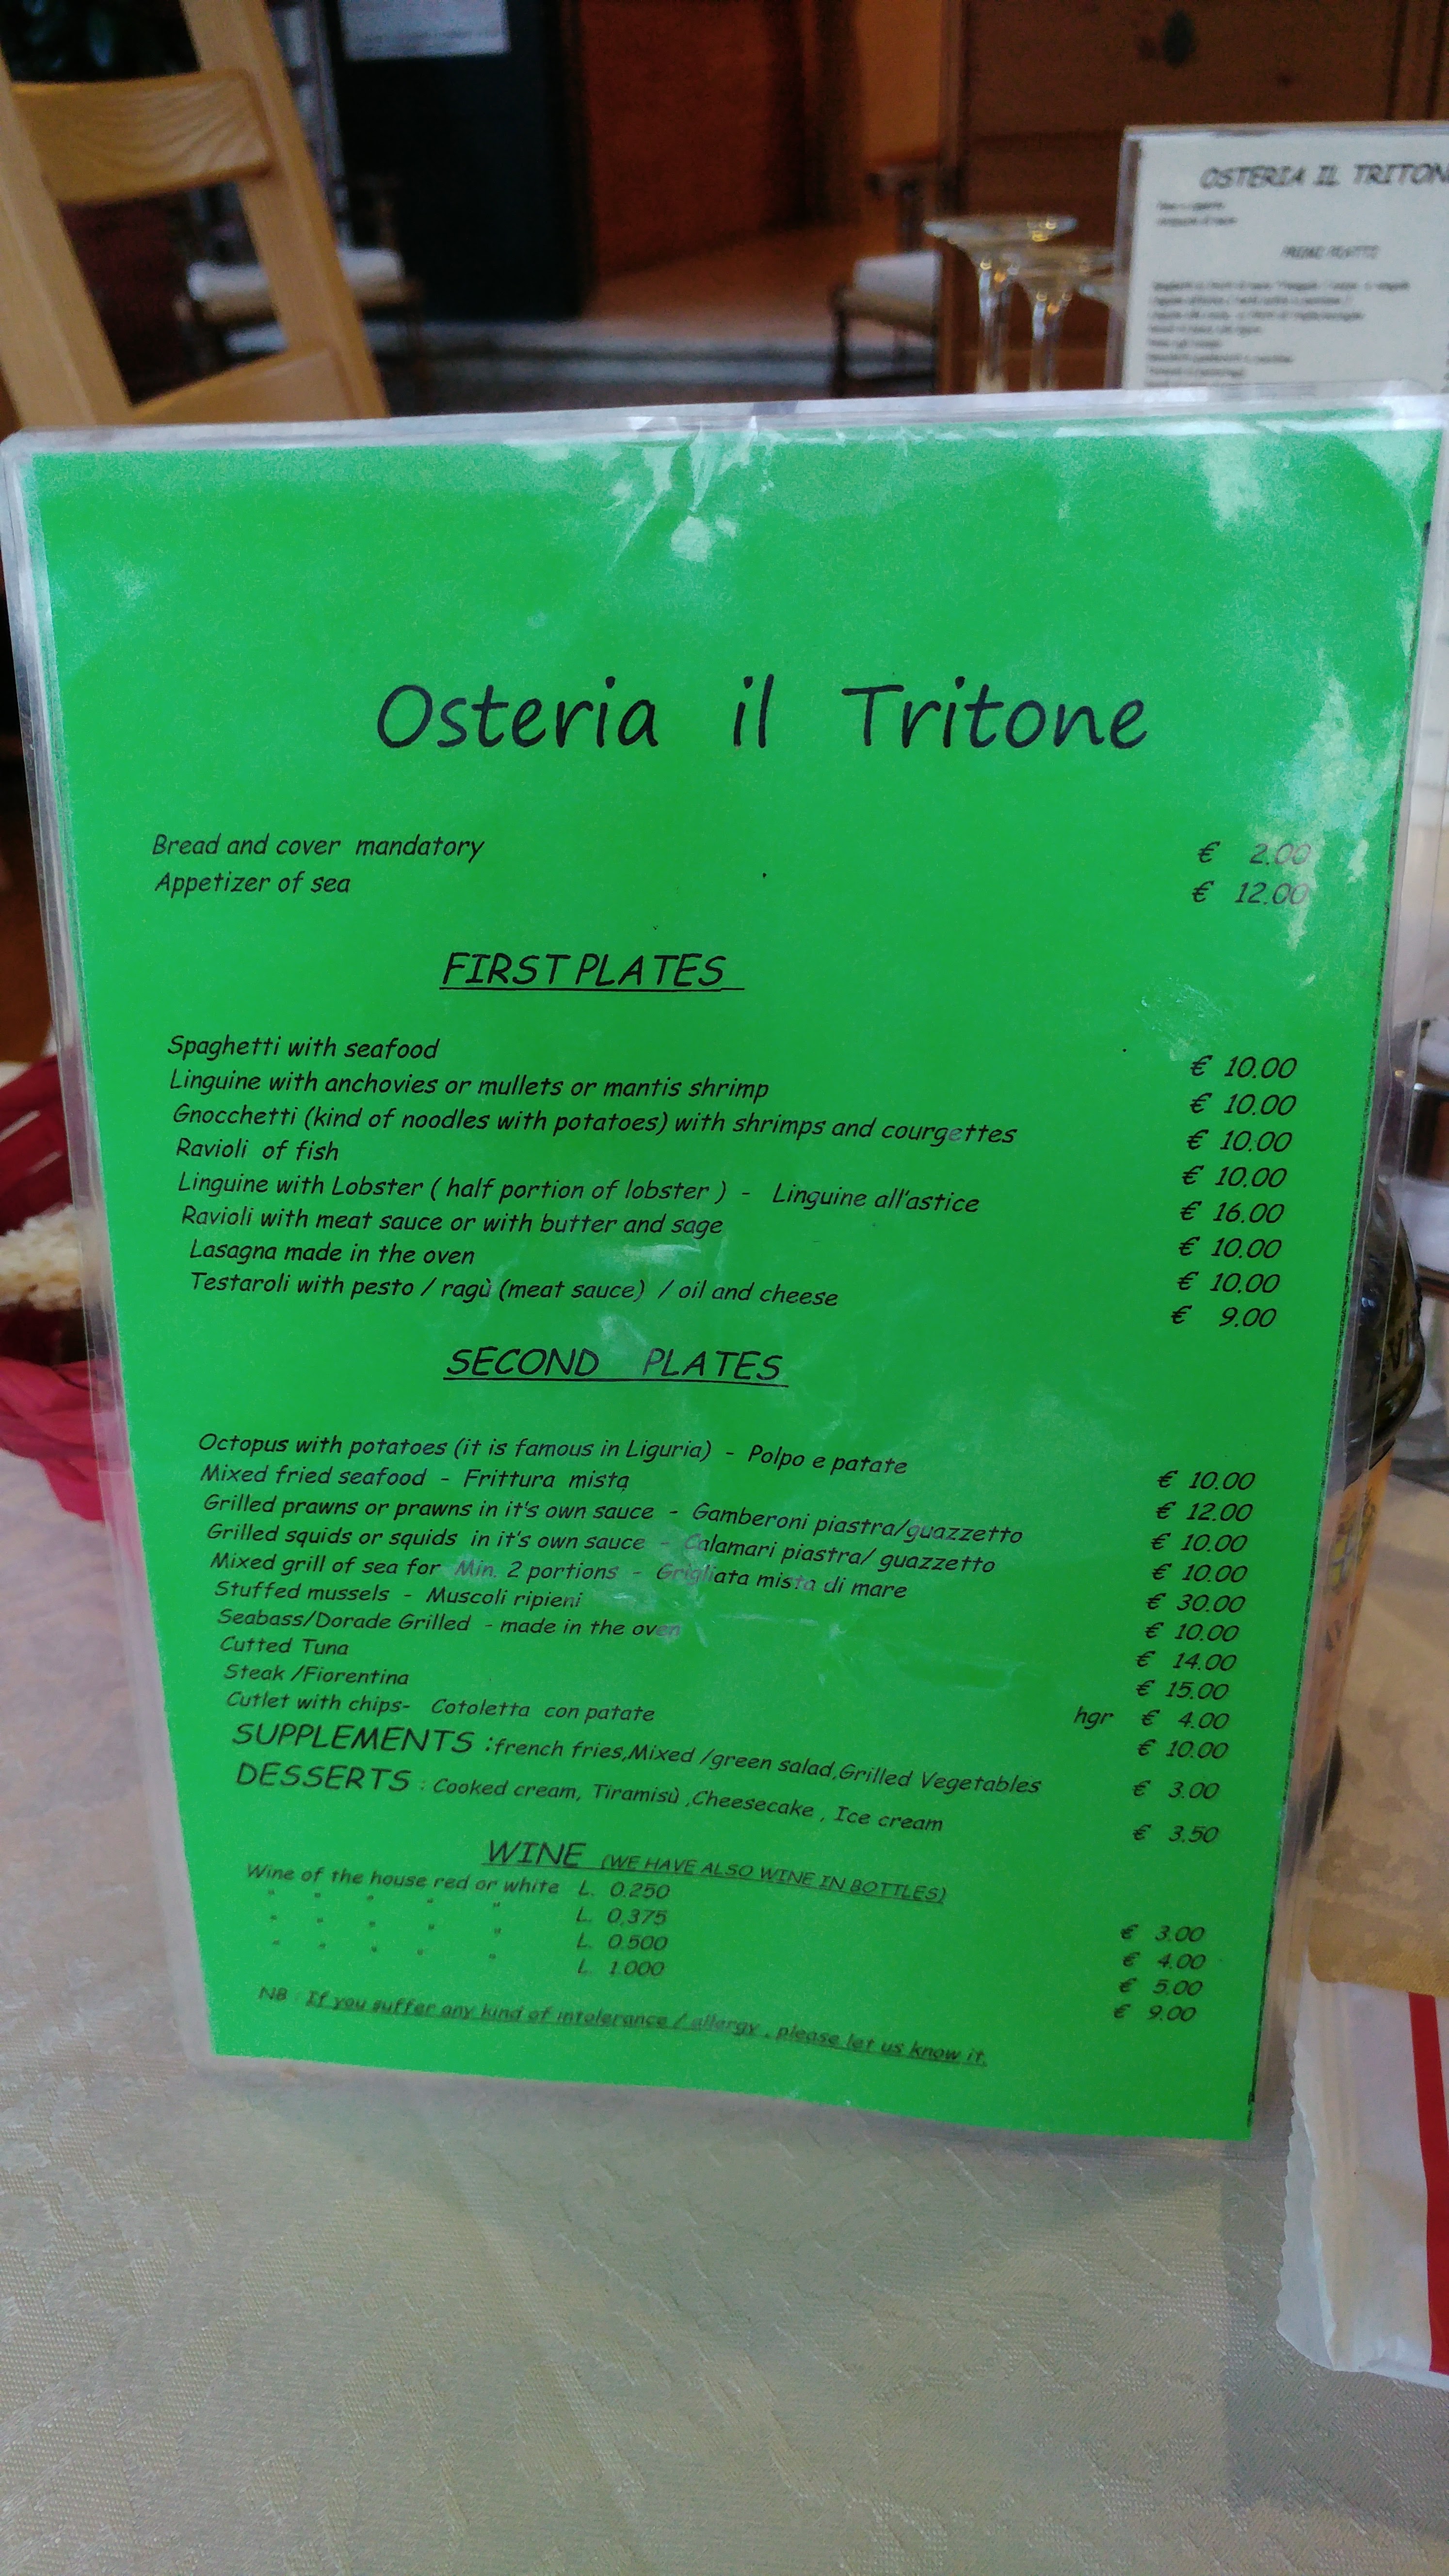 OSTERIA IL TRITON
PRIMI PIATTI
Osteria il Tritone
Bread and cover mandatory € 2.00
Appetizer of sea € 12.00
FIRST PLATES
Spaghetti with seafood € 10.00
Linguine with anchovies or mullets or mantis shrimp € 10.00
Gnocchetti (kind of noodles with potatoes) with shrimps and courgettes € 10.00
Ravioli of fish € 10.00
Linguine with Lobster ( half portion of lobster ) - Linguine all'astice € 16.00
Ravioli with meat sauce or with butter and sage € 10.00
Lasagna made in the oven € 10.00
Testaroli with pesto / ragù (meat sauce) / oil and cheese € 9.00
SECOND PLATES
Octopus with potatoes (it is famous in Liguria) - Polpo e patate € 10.00
Mixed fried seafood - Frittura mista € 12.00
Grilled prawns or prawns in it's own sauce - Gamberoni piastra/guazzetto € 10.00
Grilled squids or squids in it's own sauce - Calamari piastra/ guazzetto € 10.00
Mixed grill of sea for Min. 2 portions - Grigliata mista di mare € 30.00
Stuffed mussels - Muscoli ripieni € 10.00
Seabass/Dorade Grilled - made in the oven € 14.00
Cutted Tuna € 15.00
Steak /Fiorentina hgr € 4.00
Cutlet with chips- Cotoletta con patate € 10.00
SUPPLEMENTS :french fries,Mixed /green salad,Grilled Vegetables € 3.00
DESSERTS : Cooked cream, Tiramisù ,Cheesecake , Ice cream € 3.50
WINE (WE HAVE ALSO WINE IN BOTTLES)
Wine of the house red or white L. 0.250 € 3.00
" " " " " L. 0,375 € 4.00
" " " " " L. 0.500 € 5.00
" " " " " L. 1.000 € 9.00
NB : If you suffer any kind of intolerance / allergy , please let us know it.